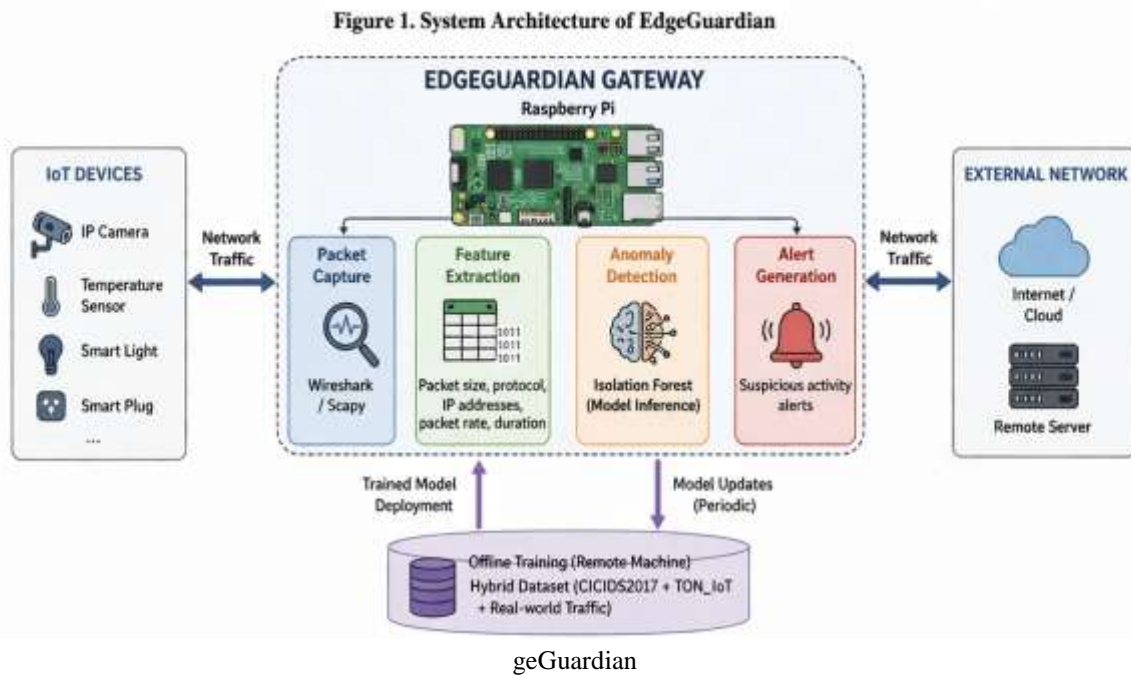 Figure 1. System Architecture of EdgeGuardian
EDGEGUARDIAN GATEWAY
Raspberry Pi
IoT DEVICES
IP Camera
Temperature
Sensor
Smart Light
Smart Plug
...
Network
Traffic
Packet
Capture
Wireshark
/ Scapy
Feature
Extraction
1011
1011
1011
Packet size, protocol,
IP addresses,
packet rate, duration
Anomaly
Detection
Isolation Forest
(Model Inference)
Alert
Generation
Suspicious activity
alerts
Network
Traffic
EXTERNAL NETWORK
Internet /
Cloud
Remote Server
Trained Model
Deployment
Model Updates
(Periodic)
Offline Training (Remote Machine)
Hybrid Dataset (CICIDS2017 + TON_IoT
+ Real-world Traffic)
geGuardian